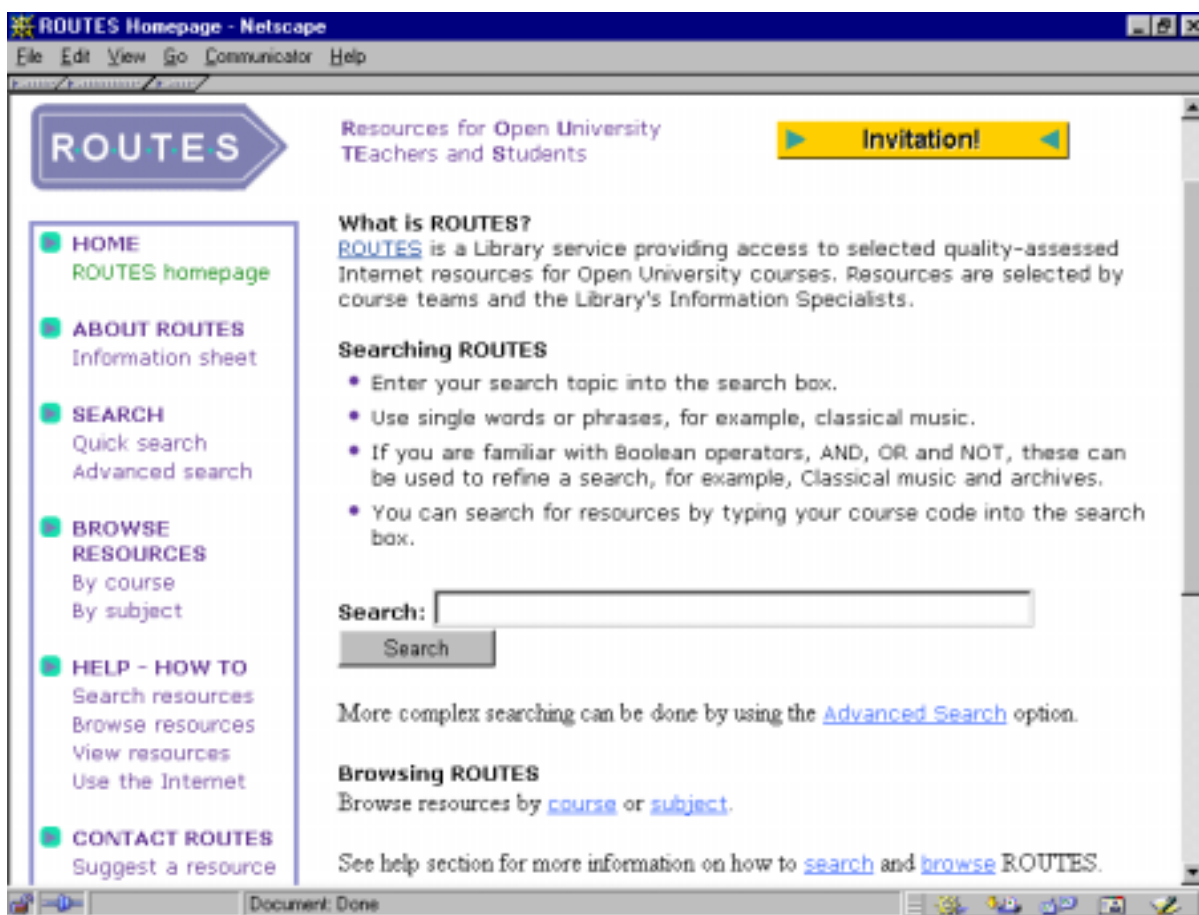 ROUTES Homepage - Netscape
File Edit View Go Communicator Help
R·O·U·T·E·S
Resources for Open University
TEachers and Students
Invitation!
HOME
ROUTES homepage
ABOUT ROUTES
Information sheet
SEARCH
Quick search
Advanced search
BROWSE
RESOURCES
By course
By subject
HELP - HOW TO
Search resources
Browse resources
View resources
Use the Internet
CONTACT ROUTES
Suggest a resource
What is ROUTES?
ROUTES is a Library service providing access to selected quality-assessed
Internet resources for Open University courses. Resources are selected by
course teams and the Library's Information Specialists.
Searching ROUTES
Enter your search topic into the search box.
Use single words or phrases, for example, classical music.
If you are familiar with Boolean operators, AND, OR and NOT, these can
be used to refine a search, for example, Classical music and archives.
You can search for resources by typing your course code into the search
box.
Search:
Search
More complex searching can be done by using the Advanced Search option.
Browsing ROUTES
Browse resources by course or subject.
See help section for more information on how to search and browse ROUTES.
Document: Done